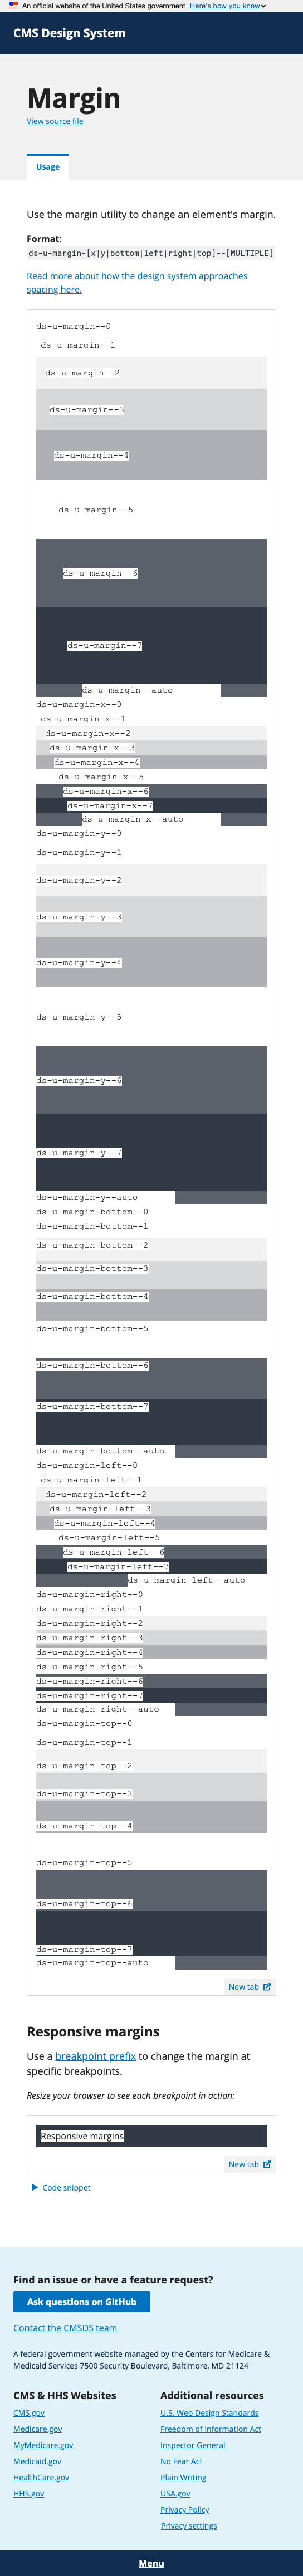 An official website of the United States government Here's how you know
CMS Design System
Margin
View source file
Usage
Use the margin utility to change an element's margin.
Format:
ds-u-margin-[x|y|bottom|left|right|top]--[MULTIPLE]
Read more about how the design system approaches
spacing here.
ds-u-margin--0
ds-u-margin--1
ds-u-margin--2
ds-u-margin--3
ds-u-margin--4
ds-u-margin--5
ds-u-margin--6
ds-u-margin--7
ds-u-margin--auto
ds-u-margin-x--0
ds-u-margin-x--1
ds-u-margin-x--2
ds-u-margin-x--3
ds-u-margin-x--4
ds-u-margin-x--5
ds-u-margin-x--6
ds-u-margin-x--7
ds-u-margin-x--auto
ds-u-margin-y--0
ds-u-margin-y--1
ds-u-margin-y--2
ds-u-margin-y--3
ds-u-margin-y--4
ds-u-margin-y--5
ds-u-margin-y--6
ds-u-margin-y--7
ds-u-margin-y--auto
ds-u-margin-bottom--0
ds-u-margin-bottom--1
ds-u-margin-bottom--2
ds-u-margin-bottom--3
ds-u-margin-bottom--4
ds-u-margin-bottom--5
ds-u-margin-bottom--6
ds-u-margin-bottom--7
ds-u-margin-bottom--auto
ds-u-margin-left--0
ds-u-margin-left--1
ds-u-margin-left--2
ds-u-margin-left--3
ds-u-margin-left--4
ds-u-margin-left--5
ds-u-margin-left--6
ds-u-margin-left--7
ds-u-margin-left--auto
ds-u-margin-right--0
ds-u-margin-right--1
ds-u-margin-right--2
ds-u-margin-right--3
ds-u-margin-right--4
ds-u-margin-right--5
ds-u-margin-right--6
ds-u-margin-right--7
ds-u-margin-right--auto
ds-u-margin-top--0
ds-u-margin-top--1
ds-u-margin-top--2
ds-u-margin-top--3
ds-u-margin-top--4
ds-u-margin-top--5
ds-u-margin-top--6
ds-u-margin-top--7
ds-u-margin-top--auto
New tab
Responsive margins
Use a breakpoint prefix to change the margin at
specific breakpoints.
Resize your browser to see each breakpoint in action:
Responsive margins
New tab
Code snippet
Find an issue or have a feature request?
Ask questions on GitHub
Contact the CMSDS team
A federal government website managed by the Centers for Medicare &
Medicaid Services 7500 Security Boulevard, Baltimore, MD 21124
CMS & HHS Websites
CMS.gov
Medicare.gov
MyMedicare.gov
Medicaid.gov
HealthCare.gov
HHS.gov
Additional resources
U.S. Web Design Standards
Freedom of Information Act
Inspector General
No Fear Act
Plain Writing
USA.gov
Privacy Policy
Privacy settings
Menu